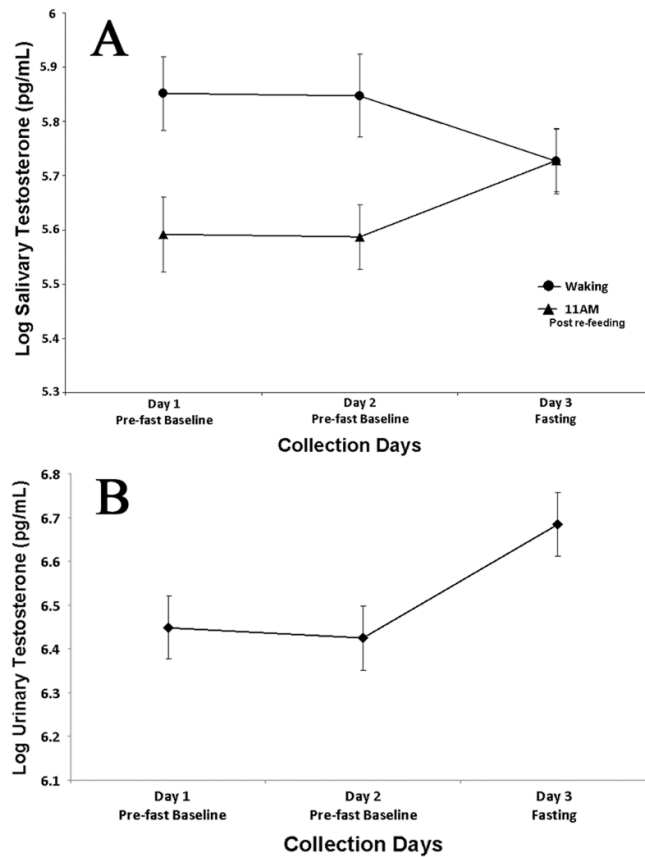 A
Log Salivary Testosterone (pg/mL)
6
5.9
5.8
5.7
5.6
5.5
5.4
5.3
Waking
11AM
Post re-feeding
Day 1 Day 2 Day 3
Pre-fast Baseline Pre-fast Baseline Fasting
Collection Days
B
Log Urinary Testosterone (pg/mL)
6.8
6.7
6.6
6.5
6.4
6.3
6.2
6.1
Day 1 Day 2 Day 3
Pre-fast Baseline Pre-fast Baseline Fasting
Collection Days